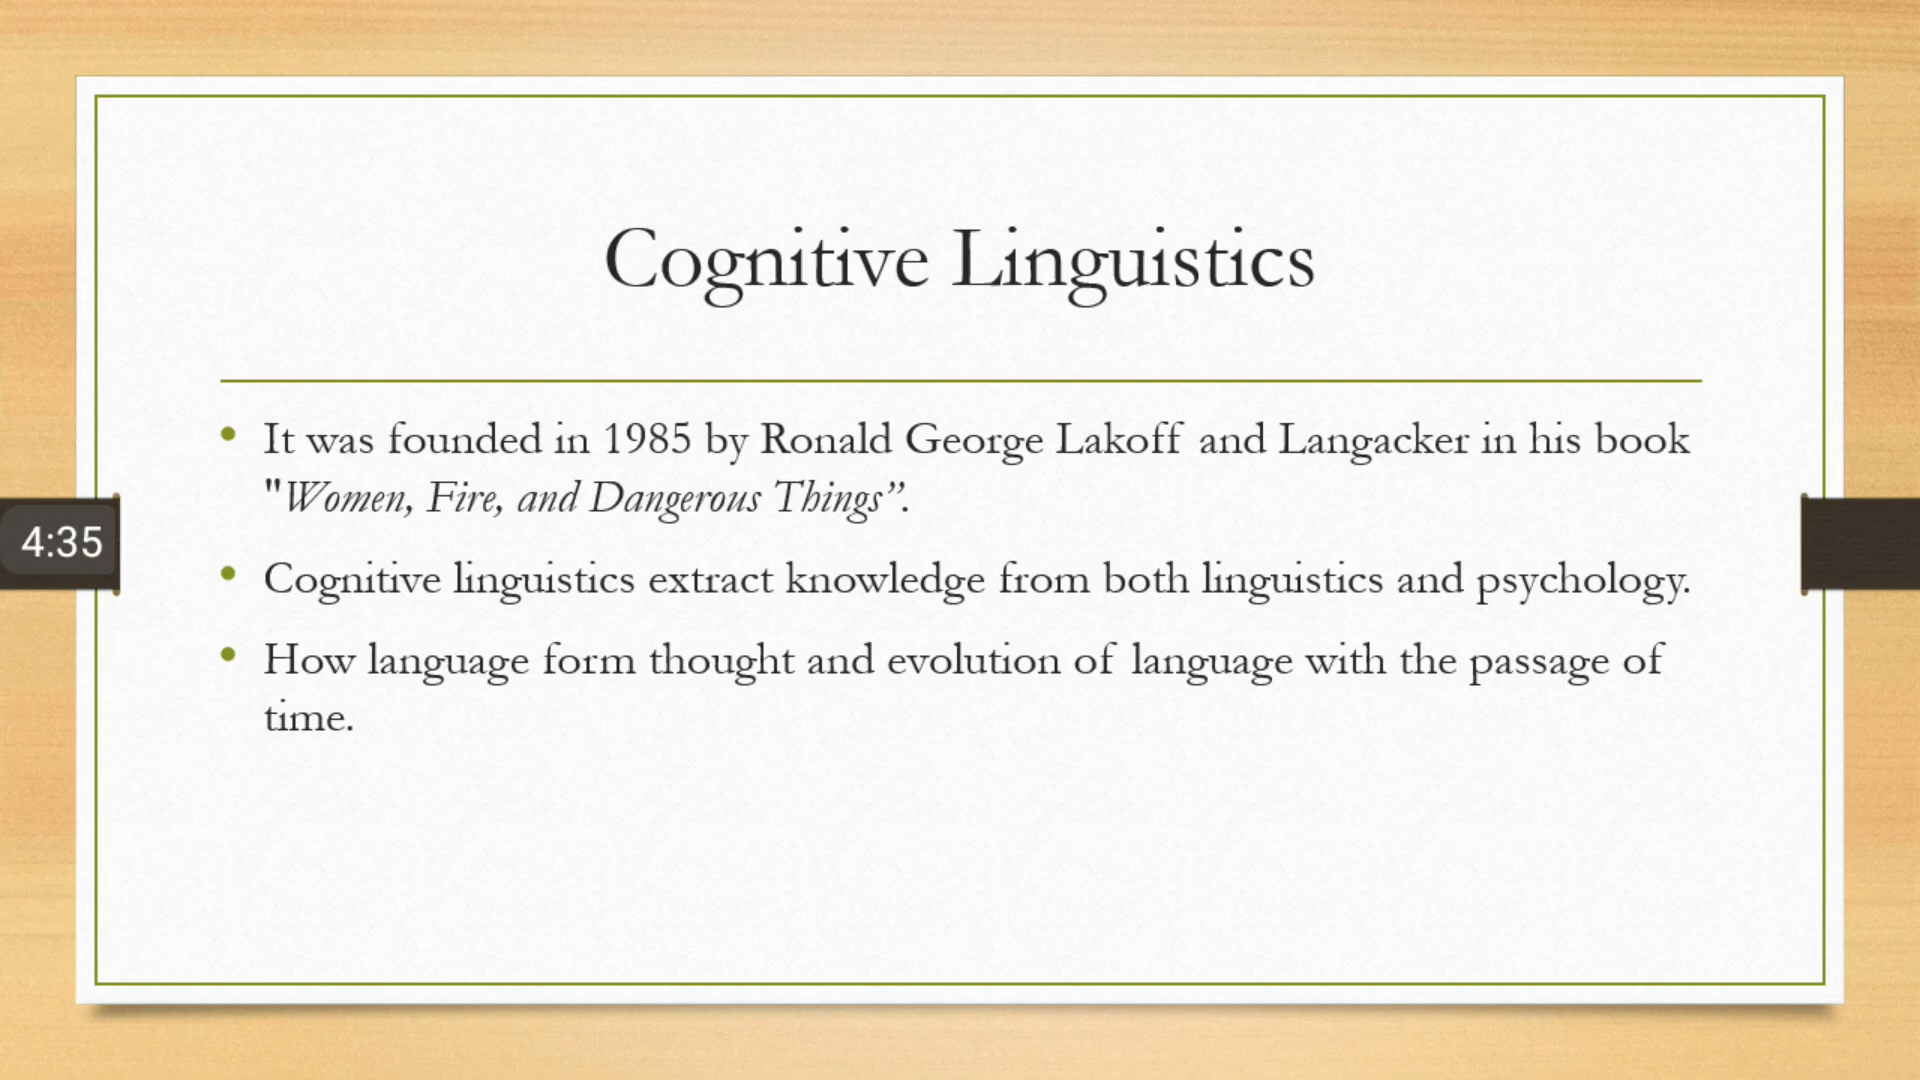 Cognitive Linguistics
It was founded in 1985 by Ronald George Lakoff and Langacker in his book
"Women, Fire, and Dangerous Things”.
4:35
Cognitive linguistics extract knowledge from both linguistics and psychology.
How language form thought and evolution of language with the passage of
time.